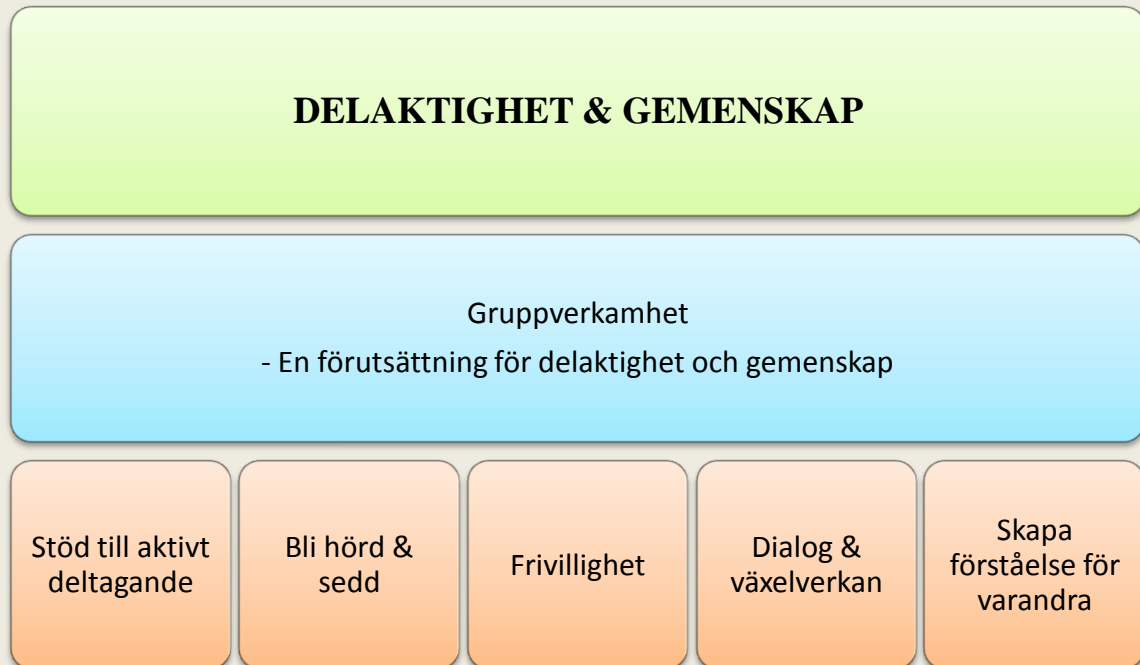 DELAKTIGHET & GEMENSKAP
Gruppverkamhet
- En förutsättning för delaktighet och gemenskap
Stöd till aktivt
deltagande
Bli hörd &
sedd
Frivillighet
Dialog &
växelverkan
Skapa
förståelse för
varandra